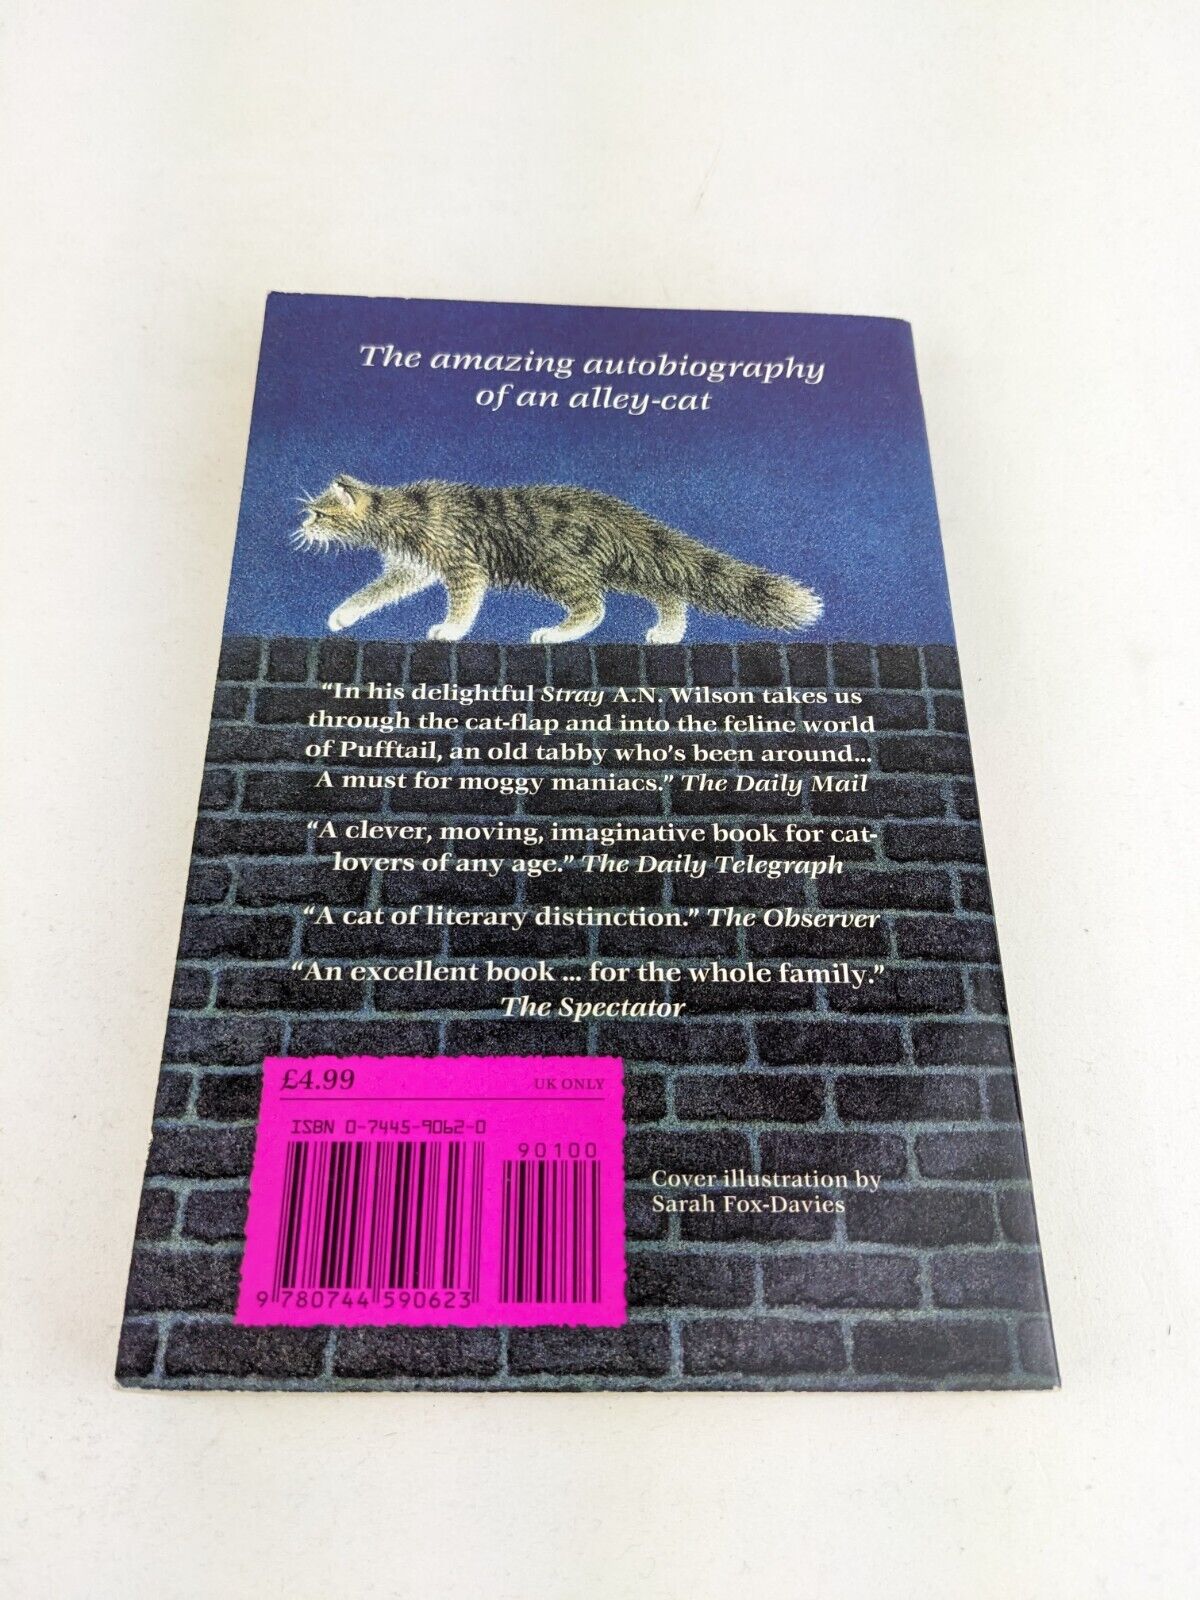 The amazing autobiography
of an alley-cat
“In his delightful Stray A.N. Wilson takes us
through the cat-flap and into the feline world
of Pufftail, an old tabby who’s been around...
A must for moggy maniacs.” The Daily Mail
“A clever, moving, imaginative book for cat-
lovers of any age.” The Daily Telegraph
“A cat of literary distinction.” The Observer
“An excellent book ... for the whole family.”
The Spectator
£4.99 UK ONLY
ISBN 0-7445-9062-0
90100
9 780744 590623
Cover illustration by
Sarah Fox-Davies